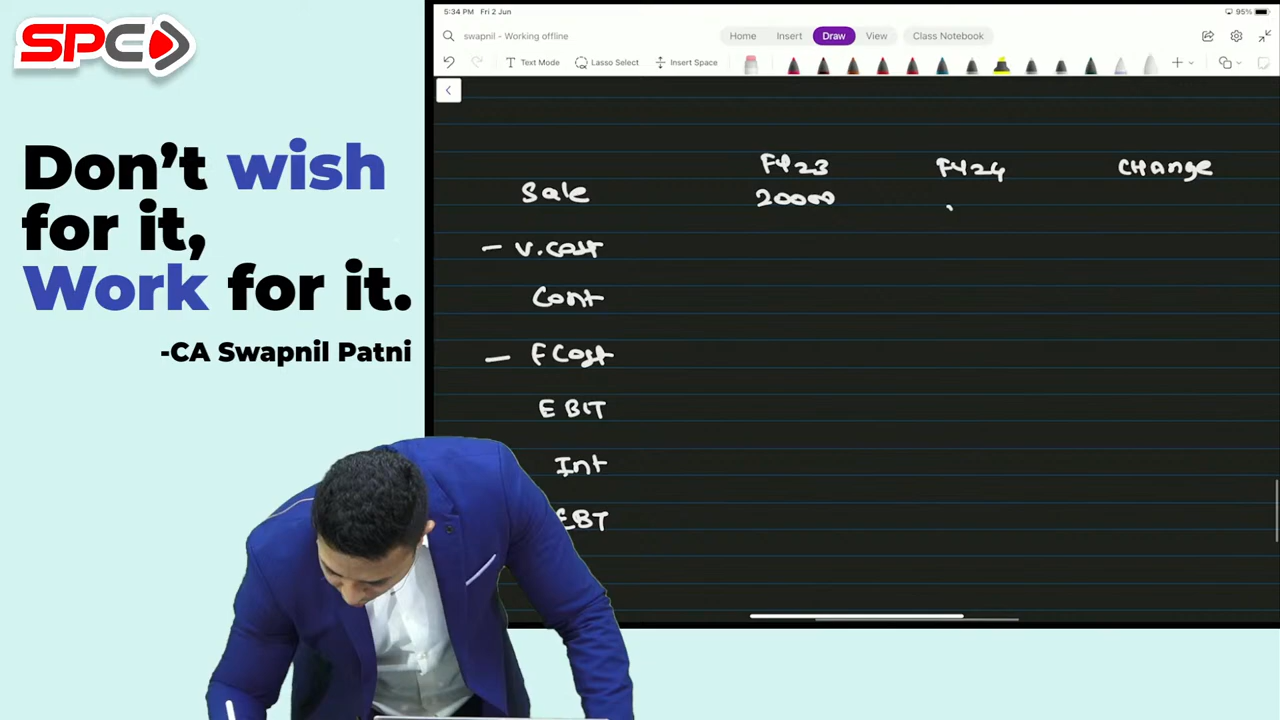 SPC
Don't wish
for it,
Work for it.
-CA Swapnil Patni
5:34 PM Fri 2 Jun
95%
swapnil - Working offline
Home Insert Draw View Class Notebook
Text Mode Lasso Select Insert Space
FY23 FY24 CHange
Sale 20000
- V.Cost
Cont
- FCost
EBIT
Int
EBT